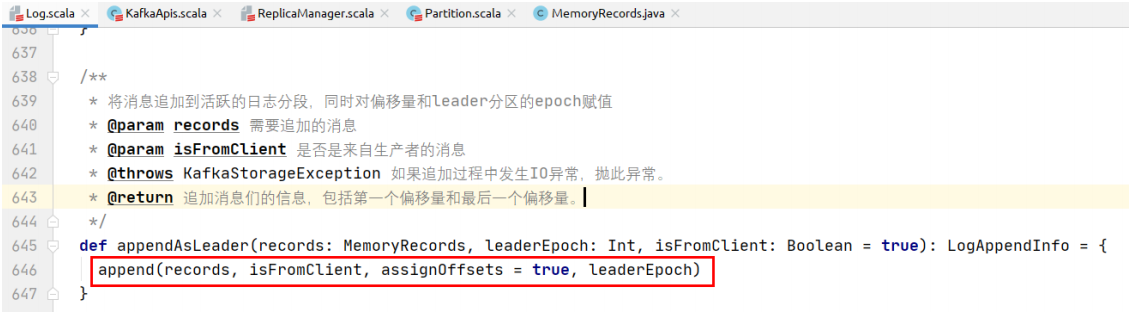 Log.scala KafkaApis.scala ReplicaManager.scala Partition.scala MemoryRecords.java
636 }
637
638 /**
639 * 将消息追加到活跃的日志分段，同时对偏移量和leader分区的epoch赋值
640 * @param records 需要追加的消息
641 * @param isFromClient 是否是来自生产者的消息
642 * @throws KafkaStorageException 如果追加过程中发生IO异常，抛此异常。
643 * @return 追加消息们的信息，包括第一个偏移量和最后一个偏移量。
644 */
645 def appendAsLeader(records: MemoryRecords, leaderEpoch: Int, isFromClient: Boolean = true): LogAppendInfo = {
646 append(records, isFromClient, assignOffsets = true, leaderEpoch)
647 }